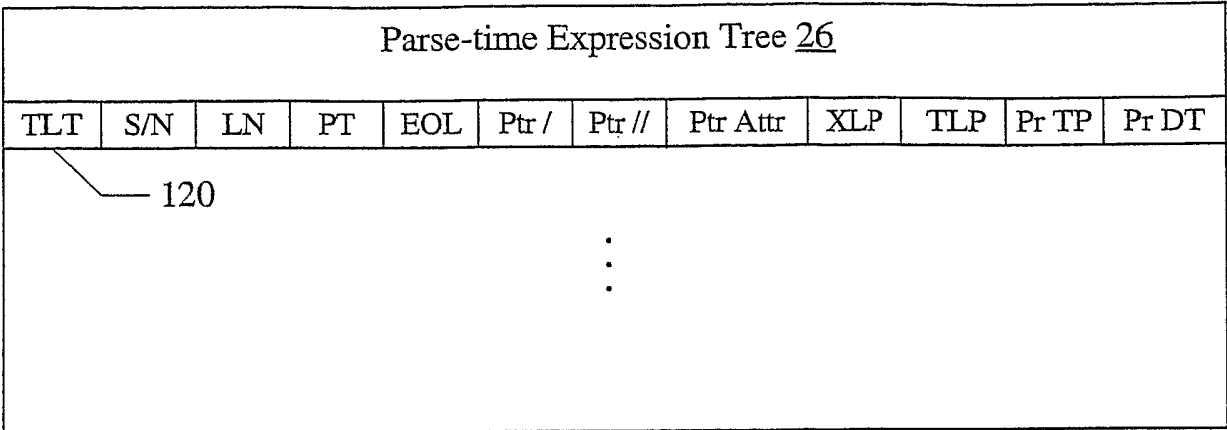 Parse-time Expression Tree 26
TLT S/N LN PT EOL Ptr / Ptr // Ptr Attr XLP TLP Pr TP Pr DT
120